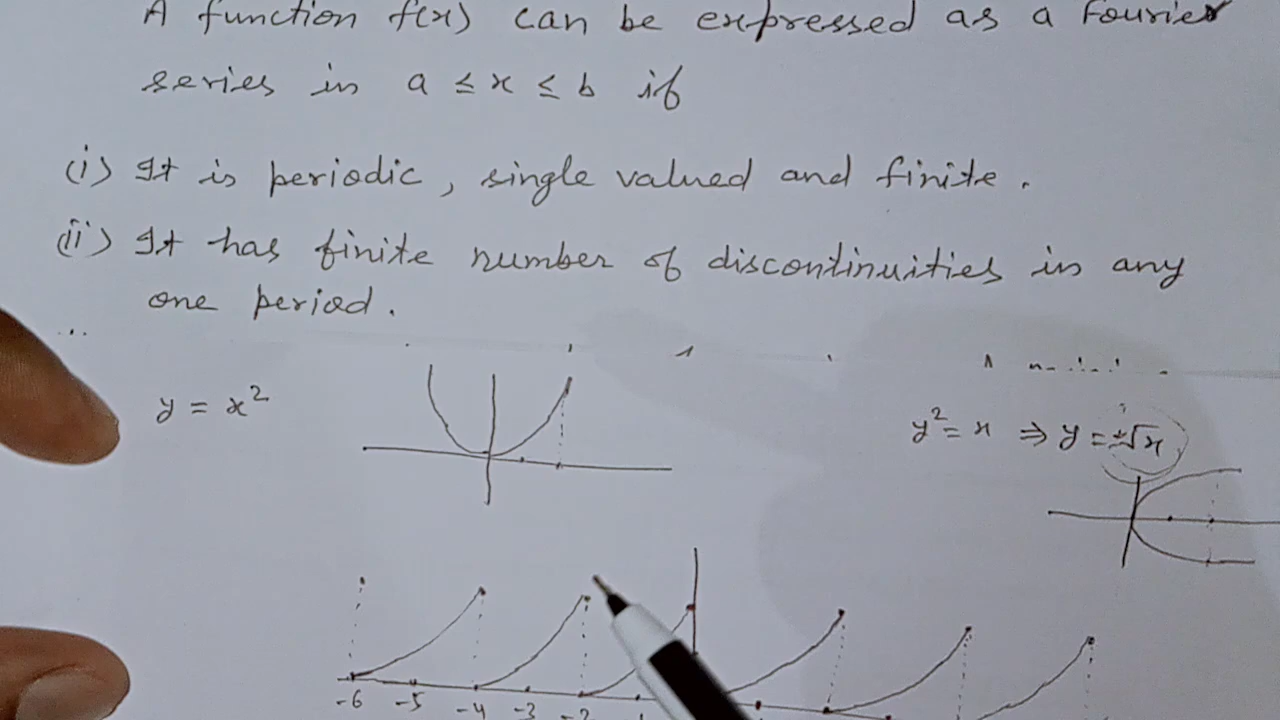 A function f(x) can be expressed as a Fourier
series in a ≤ x ≤ b if
(i) It is periodic, single valued and finite.
(ii) It has finite number of discontinuities in any
one period.
y = x²
y² = x ⇒ y = ±√x
-6 -5 -4 -3 -2